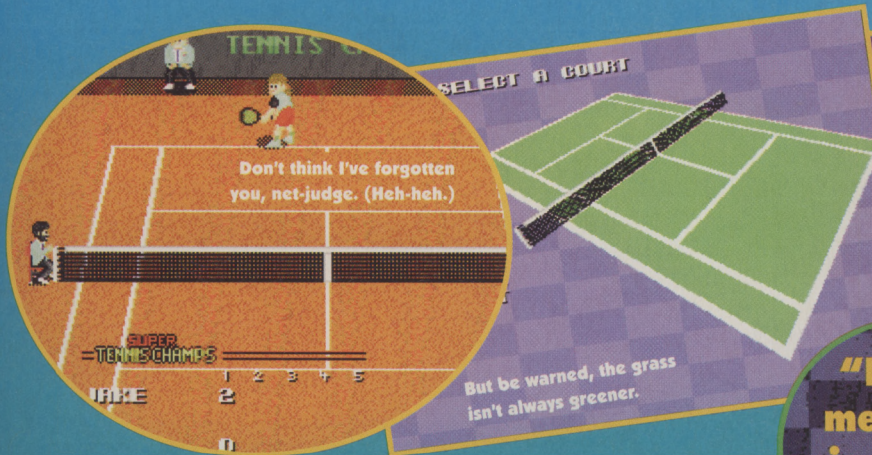 TENNIS
Don't think I've forgotten
you, net-judge. (Heh-heh.)
SUPER
TENNIS CHAMPS
1 2 3 4 5
JAKE 2
0
SELECT A COURT
But be warned, the grass
isn't always greener.